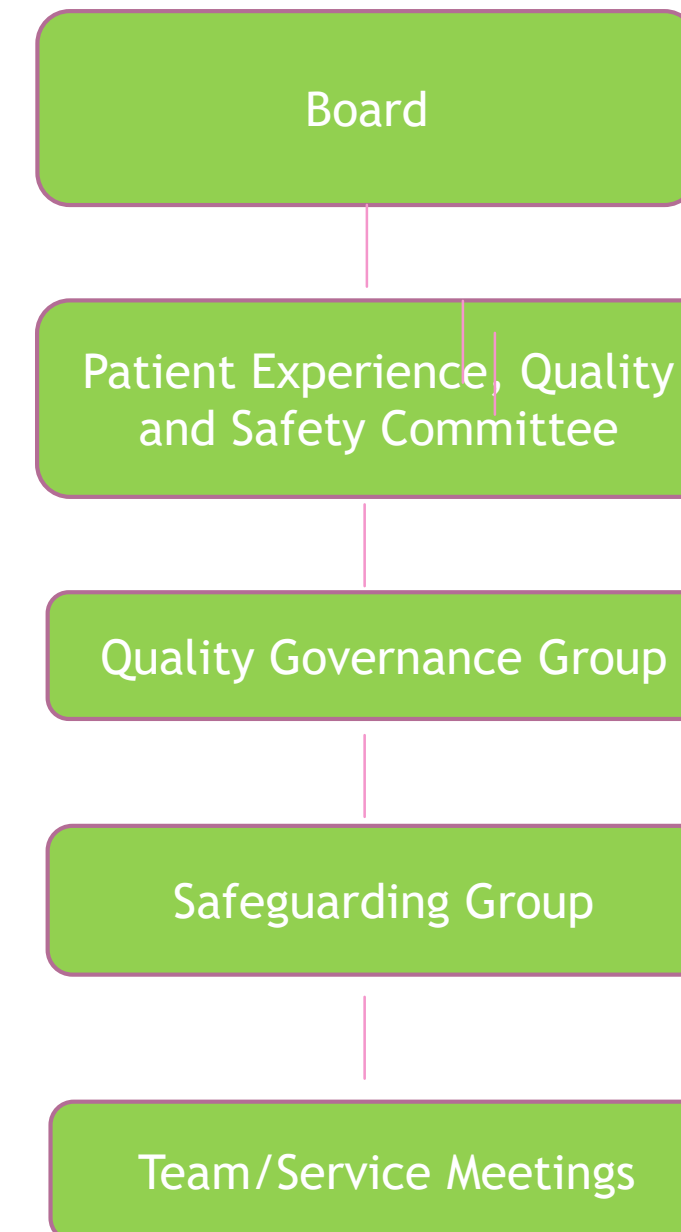 Board
Patient Experience, Quality
and Safety Committee
Quality Governance Group
Safeguarding Group
Team/Service Meetings